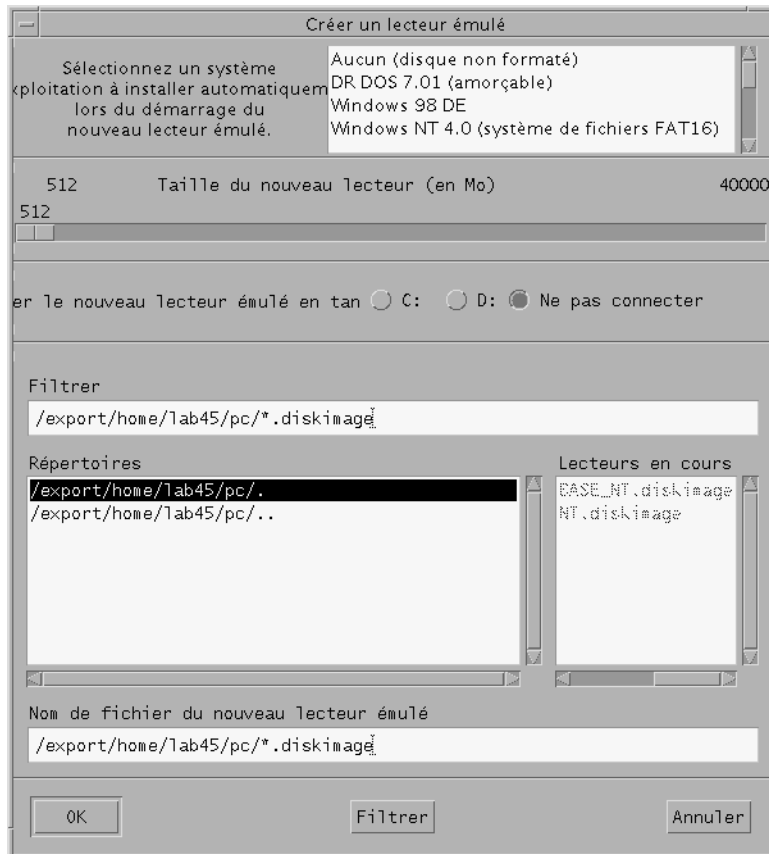 Créer un lecteur émulé
Sélectionnez un système
xploitation à installer automatiquem
lors du démarrage du
nouveau lecteur émulé.
Aucun (disque non formaté)
DR DOS 7.01 (amorçable)
Windows 98 DE
Windows NT 4.0 (système de fichiers FAT16)
512 Taille du nouveau lecteur (en Mo) 40000
512
er le nouveau lecteur émulé en tan C: D: Ne pas connecter
Filtrer
/export/home/lab45/pc/*.diskimage
Répertoires
/export/home/lab45/pc/.
/export/home/lab45/pc/..
Lecteurs en cours
EASE_NT.diskimage
NT.diskimage
Nom de fichier du nouveau lecteur émulé
/export/home/lab45/pc/*.diskimage
OK Filtrer Annuler